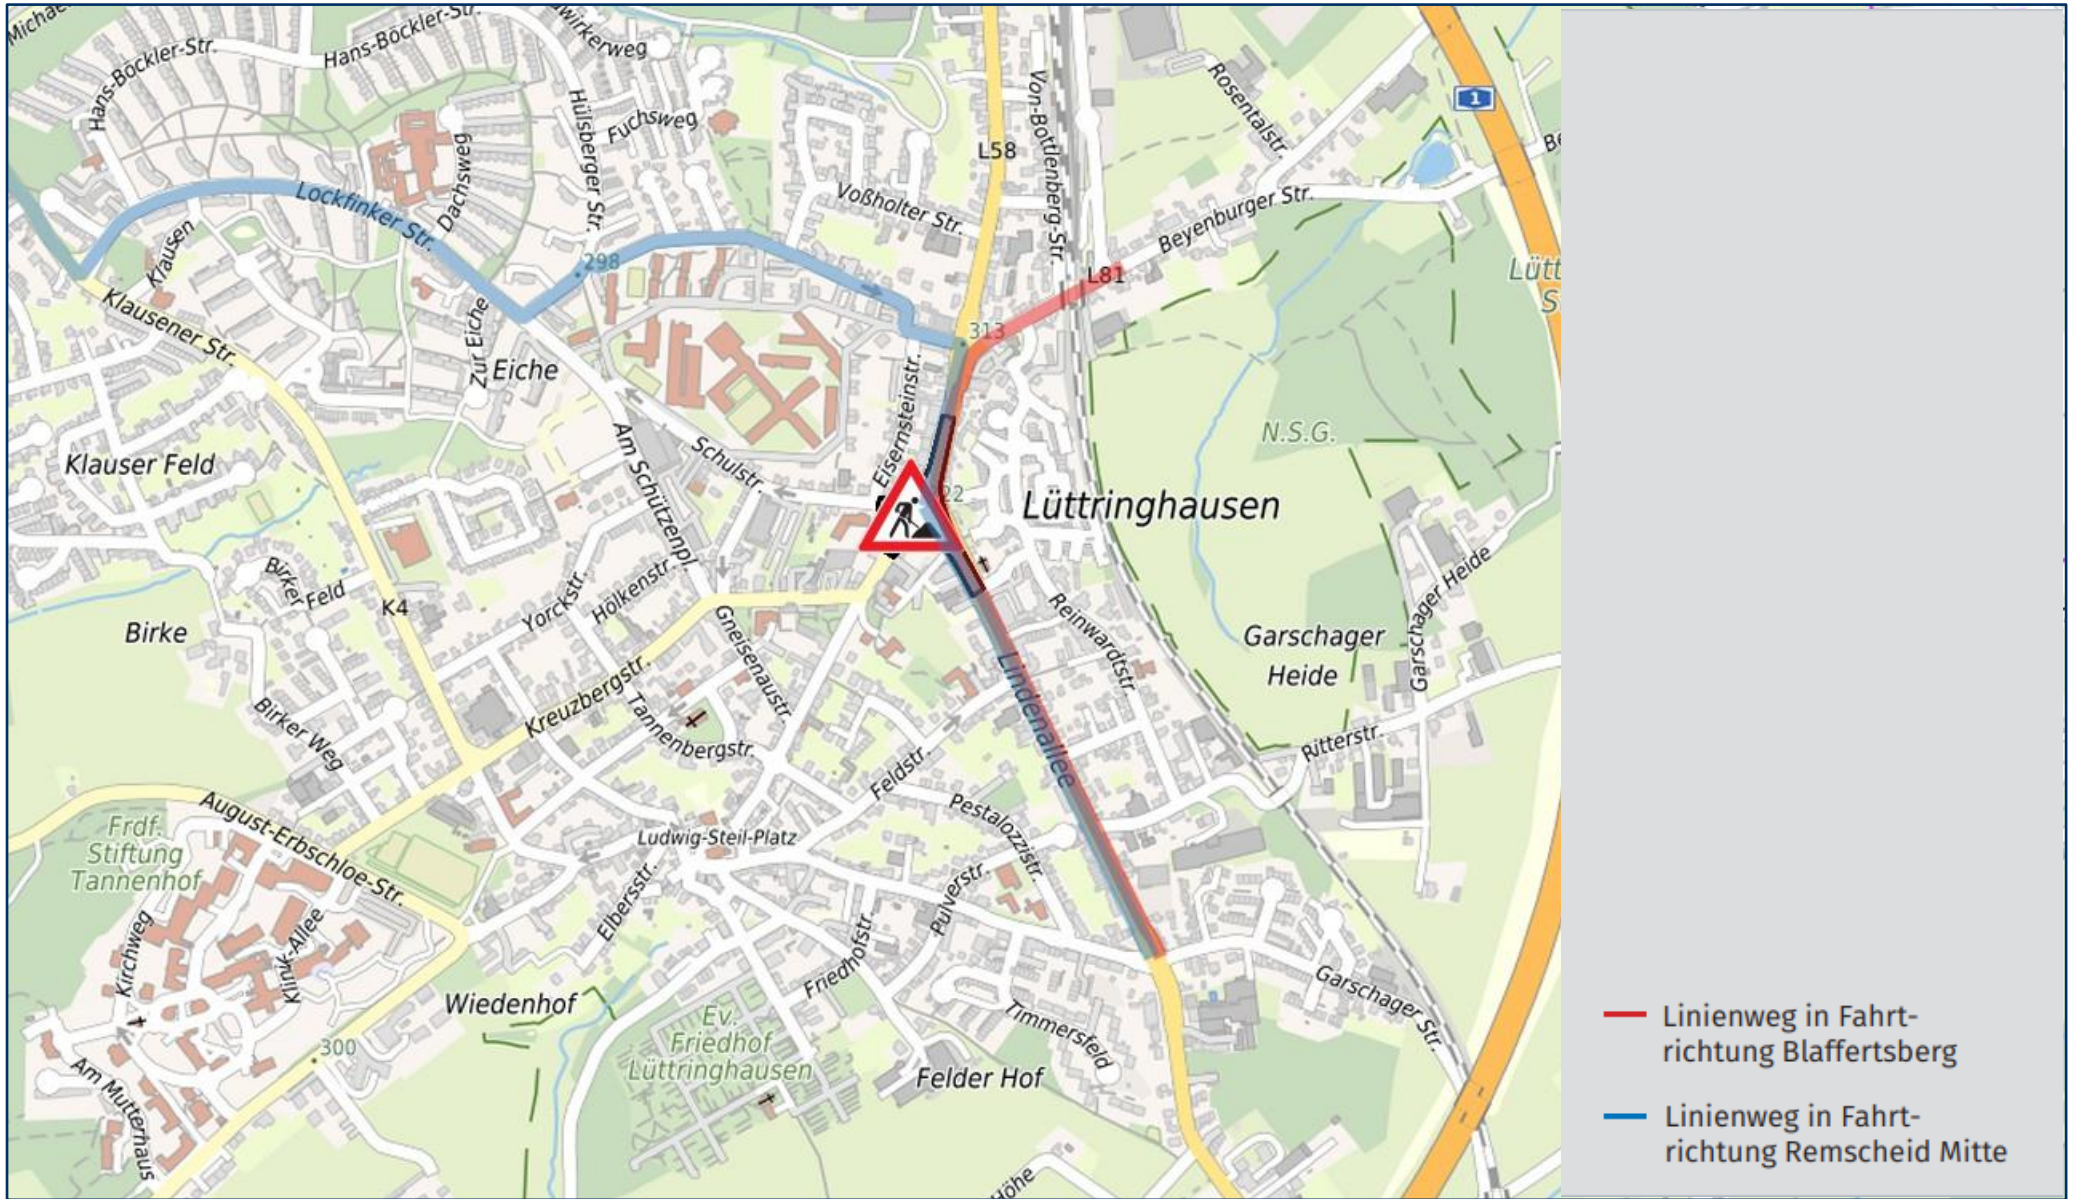 Hans-Böckler-Str.
Hans-Böckler-Str.
Hülsberger Str.
Fuchsweg
Dachsweg
Lockfinker Str.
Klausen
298
Klausener Str.
Zur Eiche
Eiche
Voßholter Str.
L58
Von-Bottlenberg-Str.
Rosentalstr.
1
Beyenburger Str.
L81
313
Eisernsteinstr.
Am Schützenpl.
Schulstr.
22
Lüttringhausen
N.S.G.
Klauser Feld
Birker
Feld
K4
Birke
Birker Weg
Yorckstr.
Hölkenstr.
Gneisenaustr.
Kreuzbergstr.
Tannenbergstr.
Reinwardtstr.
Lindenallee
Garschager
Heide
Garschager Heide
Ritterstr.
Feldstr.
Pestalozzistr.
Ludwig-Steil-Platz
Pulverstr.
Elbersstr.
Friedhofstr.
August-Erbschloe-Str.
Frdf.
Stiftung
Tannenhof
Kirchweg
Klink-Allee
Wiedenhof
300
Am Mutterhaus
Ev.
Friedhof
Lüttringhausen
Felder Hof
Timmersfeld
Garschager Str.
Linienweg in Fahrt-
richtung Blaffertsberg
Linienweg in Fahrt-
richtung Remscheid Mitte